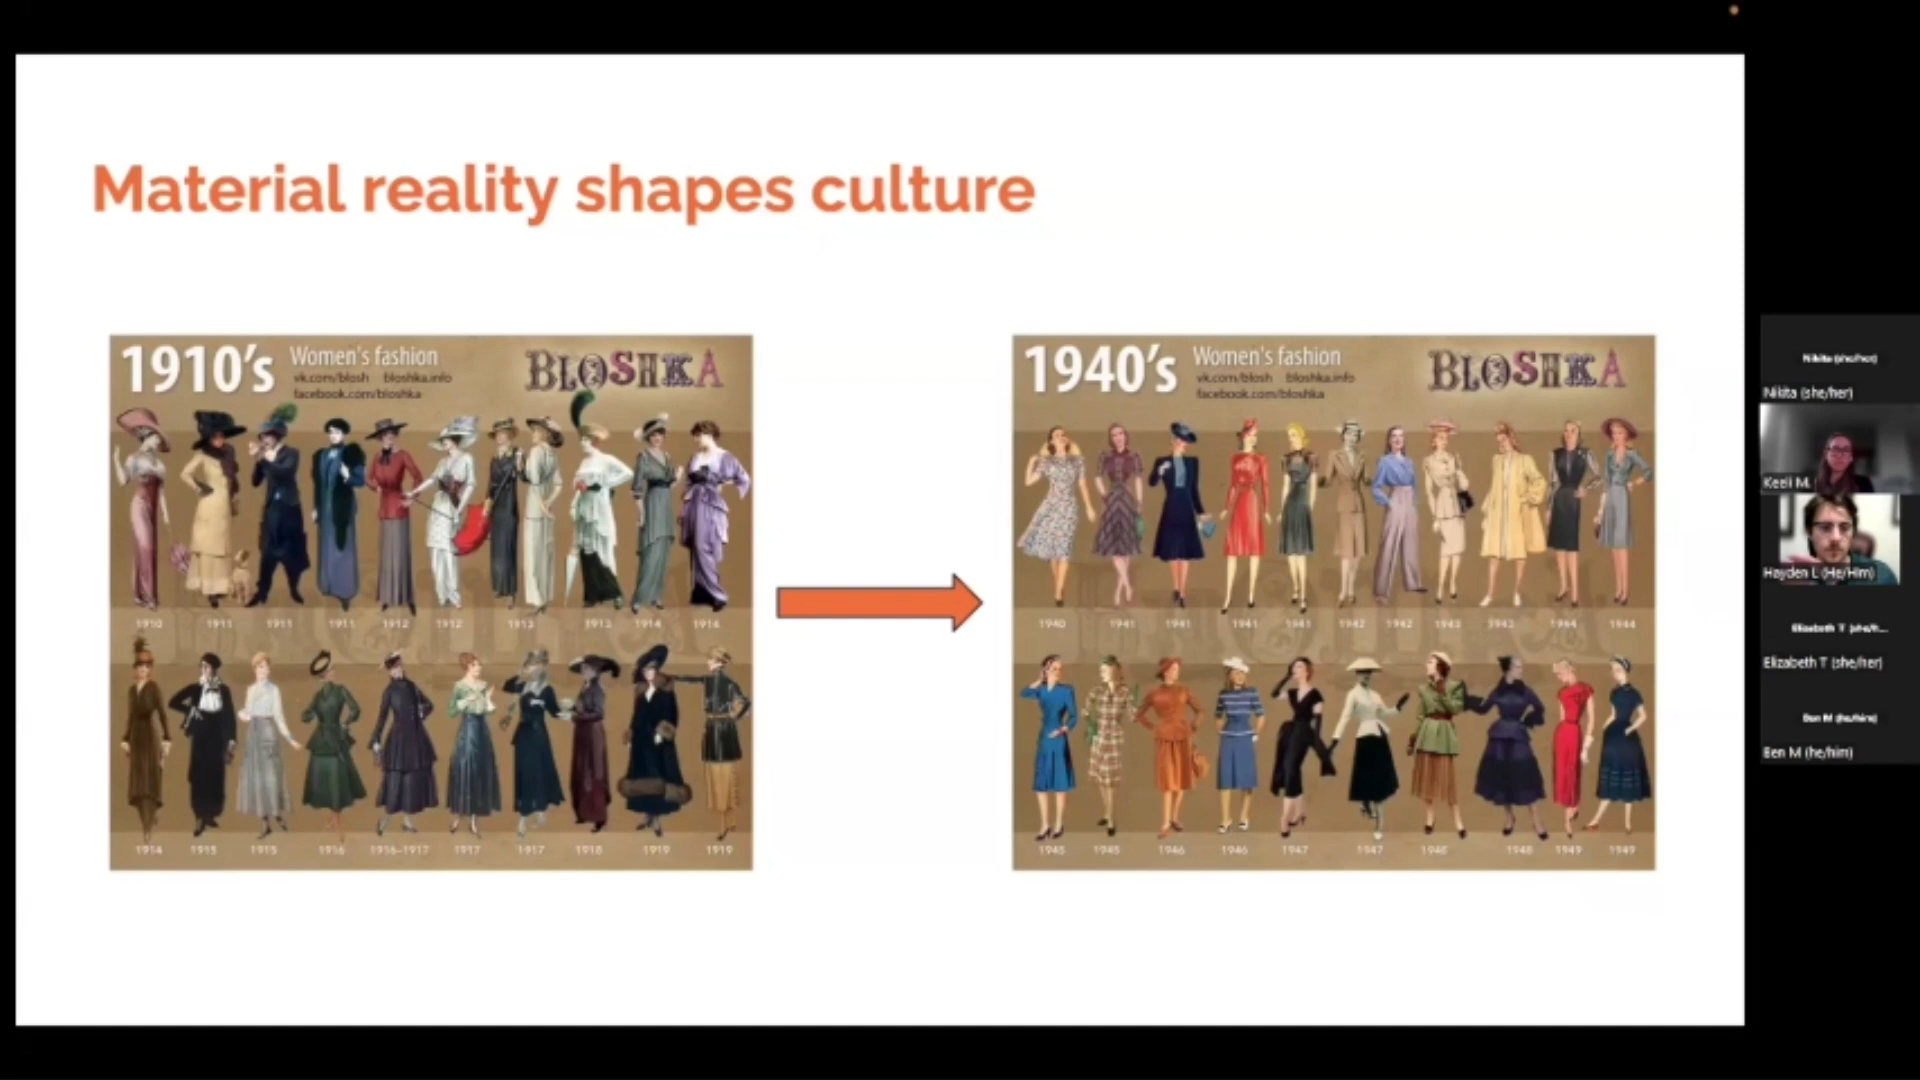 Material reality shapes culture
1910's
Women's fashion
vk.com/blosh bloshka.info
facebook.com/bloshka
BLOSHKA
1910 1911 1911 1911 1912 1912 1913 1913 1914 1914
1914 1915 1915 1916 1916-1917 1917 1917 1918 1919 1919
1940's
Women's fashion
vk.com/blosh bloshka.info
facebook.com/bloshka
BLOSHKA
1940 1941 1941 1941 1941 1942 1942 1943 1943 1944 1944
1945 1945 1946 1946 1947 1947 1948 1948 1949 1949
Nikita (she/her)
Nikita (she/her)
Keeli M.
Hayden L (He/Him)
Elizabeth T (she/h...
Elizabeth T (she/her)
Ben M (he/him)
Ben M (he/him)